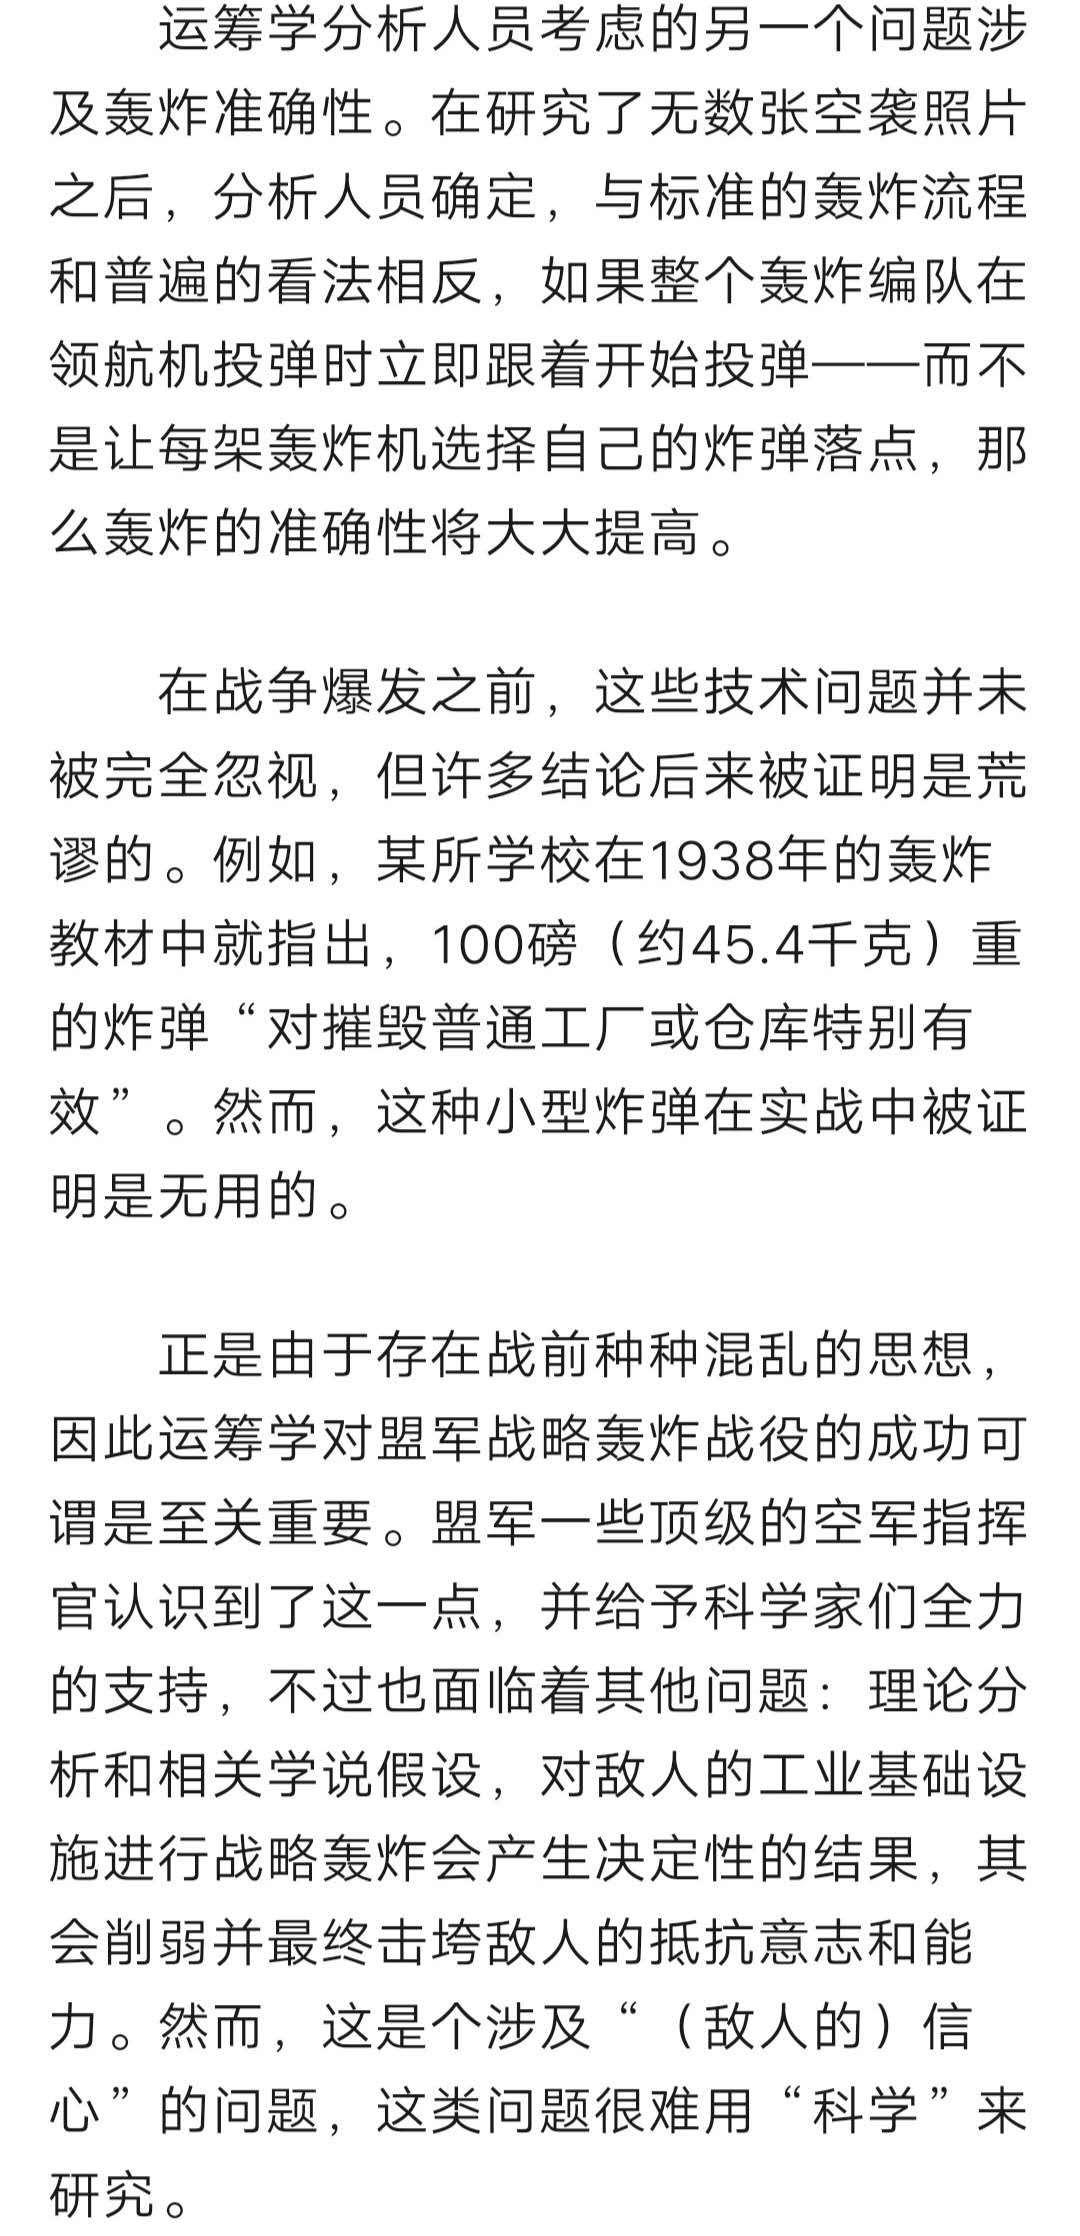 运筹学分析人员考虑的另一个问题涉
及轰炸准确性。在研究了无数张空袭照片
之后，分析人员确定，与标准的轰炸流程
和普遍的看法相反，如果整个轰炸编队在
领航机投弹时立即跟着开始投弹——而不
是让每架轰炸机选择自己的炸弹落点，那
么轰炸的准确性将大大提高。
在战争爆发之前，这些技术问题并未
被完全忽视，但许多结论后来被证明是荒
谬的。例如，某所学校在1938年的轰炸
教材中就指出，100磅（约45.4千克）重
的炸弹“对摧毁普通工厂或仓库特别有
效”。然而，这种小型炸弹在实战中被证
明是无用的。
正是由于存在战前种种混乱的思想，
因此运筹学对盟军战略轰炸战役的成功可
谓是至关重要。盟军一些顶级的空军指挥
官认识到了这一点，并给予科学家们全力
的支持，不过也面临着其他问题：理论分
析和相关学说假设，对敌人的工业基础设
施进行战略轰炸会产生决定性的结果，其
会削弱并最终击垮敌人的抵抗意志和能
力。然而，这是个涉及“（敌人的）信
心”的问题，这类问题很难用“科学”来
研究。